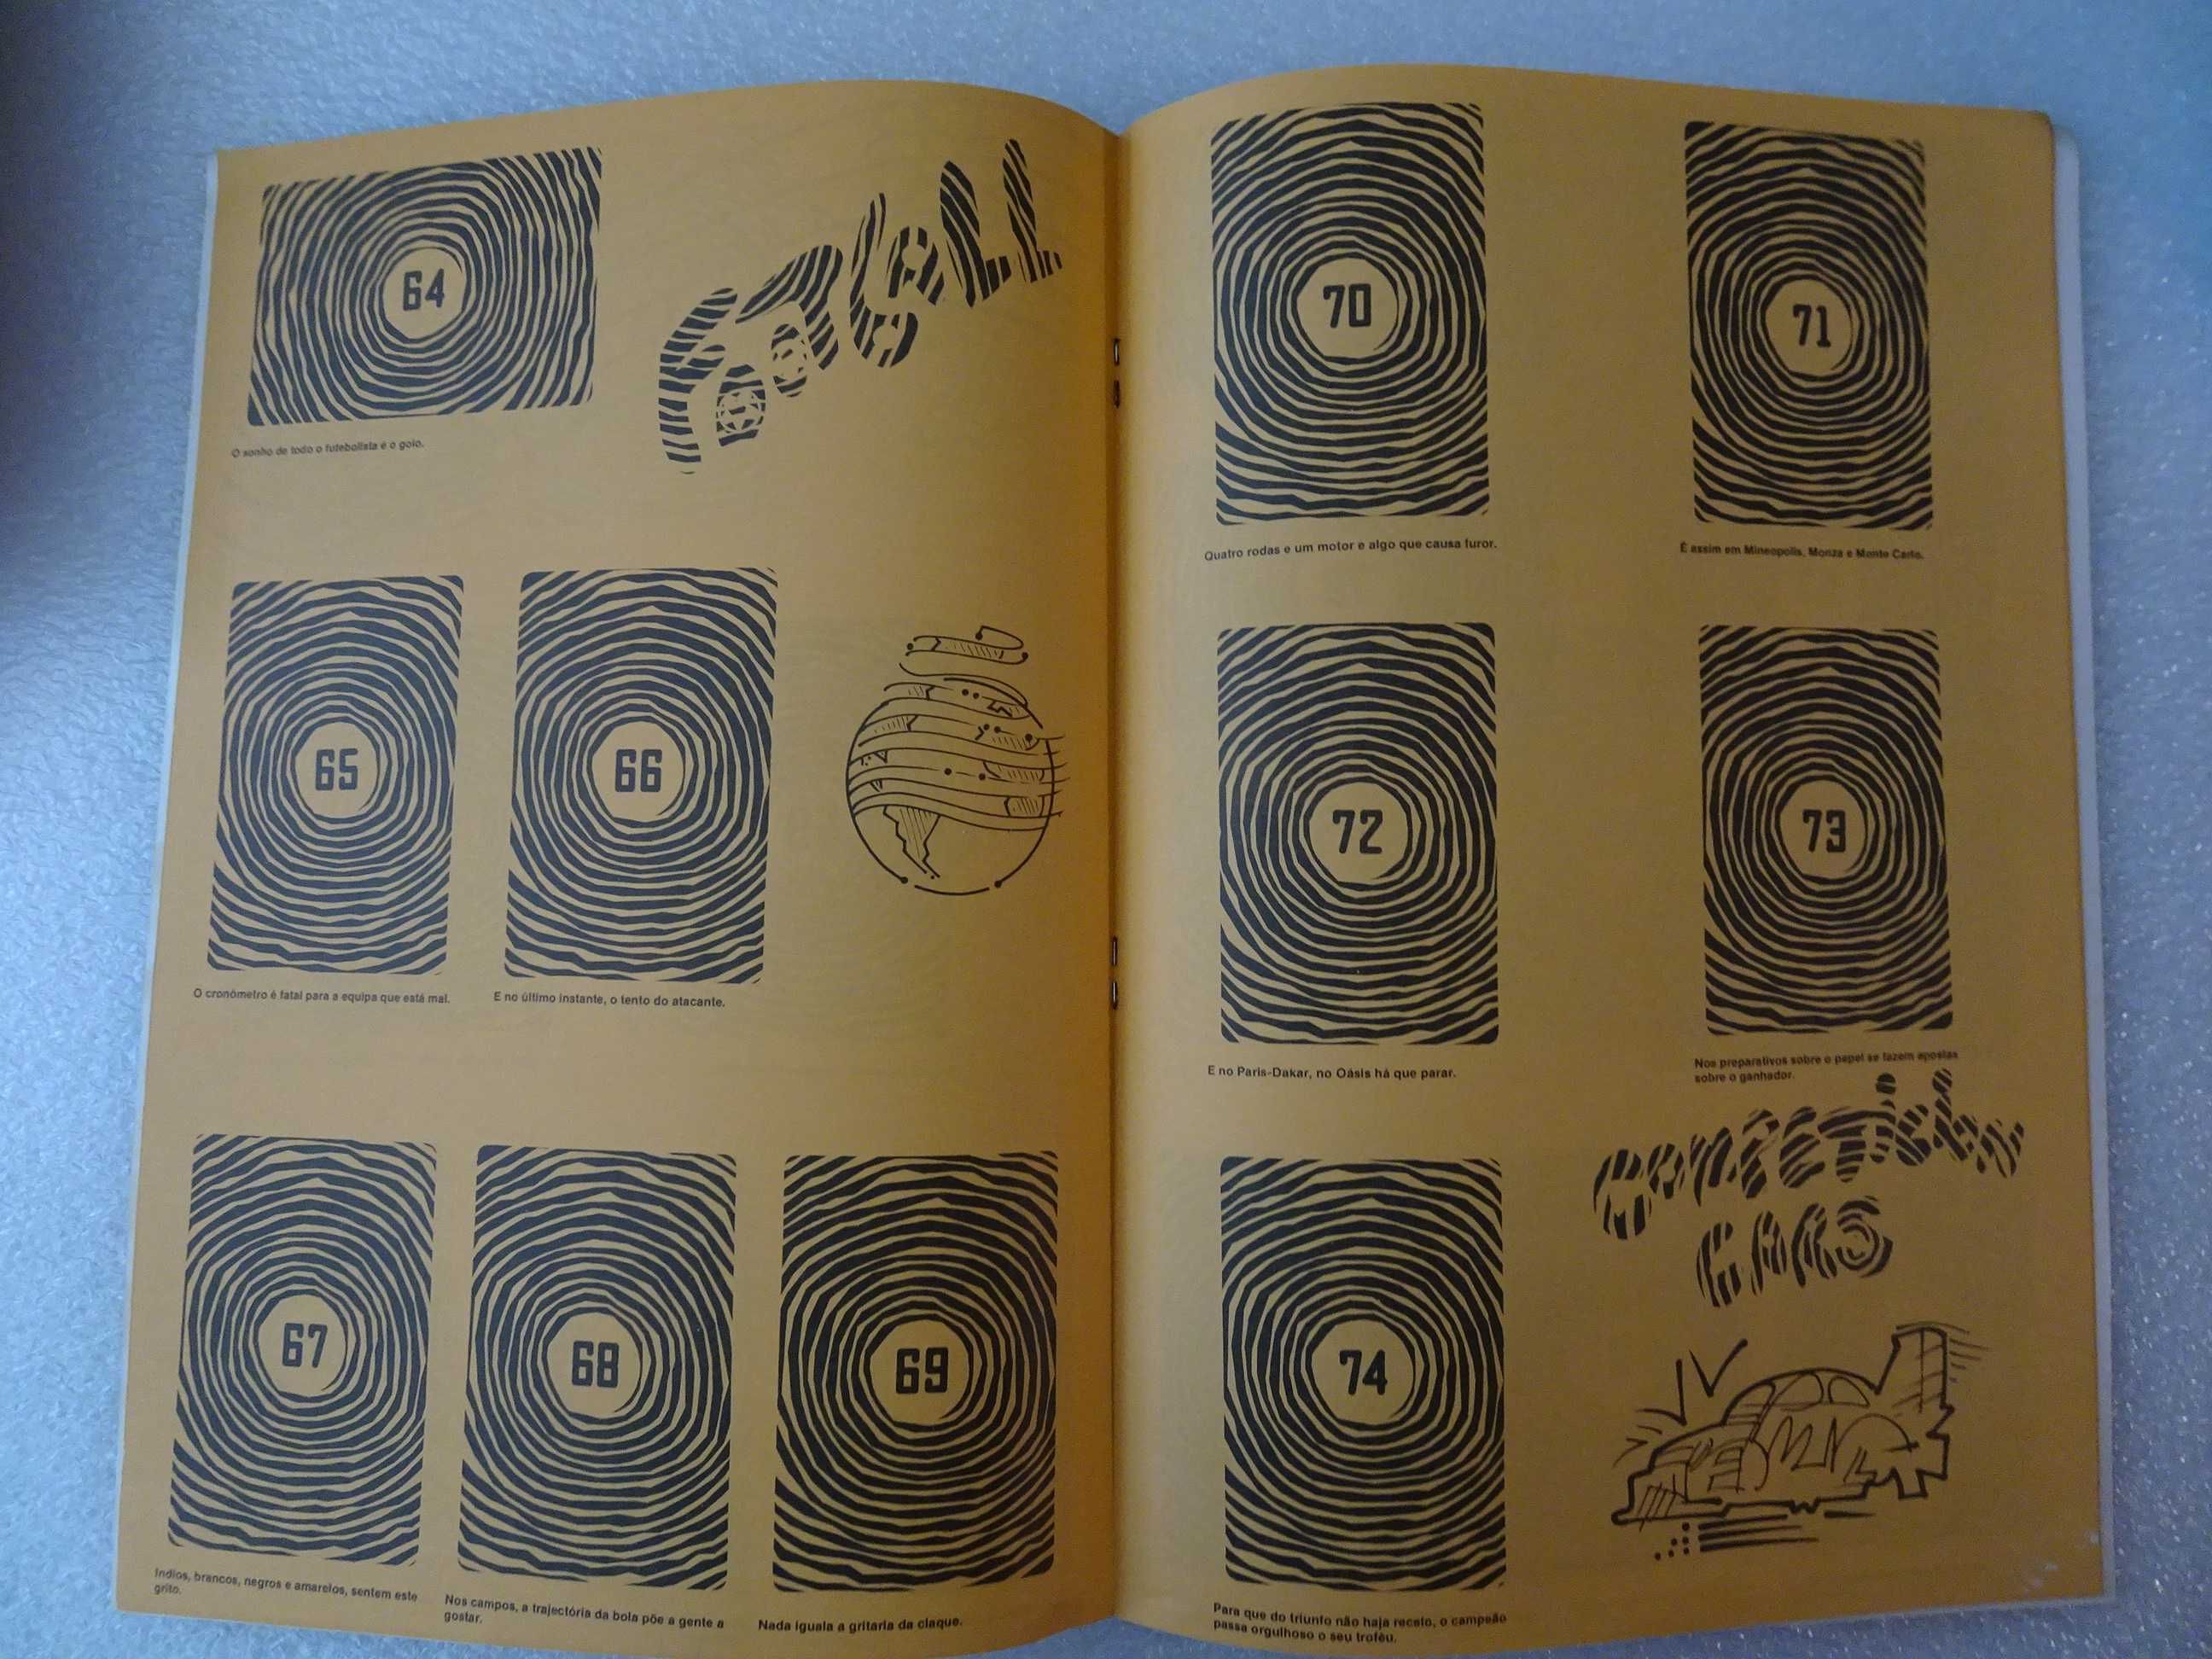 64
Football
O sonho de todo o futebolista é o golo.
65
66
O cronómetro é fatal para a equipa que está mal.
E no último instante, o tento do atacante.
67
68
69
Indios, brancos, negros e amarelos, sentem este
grito.
Nos campos, a trajectória da bola põe a gente a
gostar.
Nada iguala a gritaria da claque.
70
71
Quatro rodas e um motor e algo que causa furor.
É assim em Mineopolis, Monza e Monte Carlo.
72
73
E no Paris-Dakar, no Oásis há que parar.
Nos preparativos sobre o papel se fazem apostas
sobre o ganhador.
74
CARS
Para que do triunfo não haja receio, o campeão
passa orgulhoso o seu troféu.